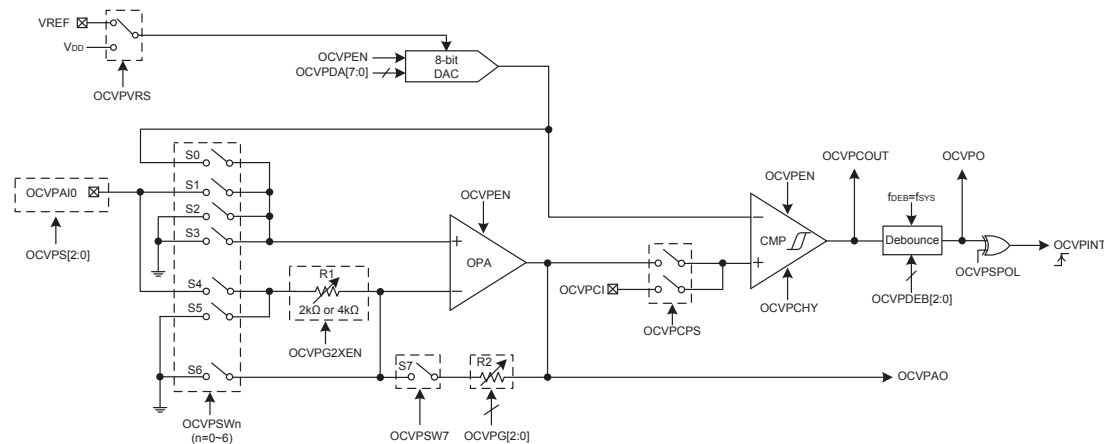 VREF
VDD
OCVPVRS
OCVPEN
OCVPDA[7:0]
8-bit
DAC
OCVPAI0
OCVPS[2:0]
S0
S1
S2
S3
S4
S5
S6
OCVPSWn
(n=0~6)
R1
2kΩ or 4kΩ
OCVPG2XEN
S7
OCVPSW7
R2
OCVPG[2:0]
OCVPEN
+
OPA
−
OCVPCI
OCVPCPS
OCVPEN
−
CMP
+
OCVPCHY
OCVPCOUT
fDEB=fSYS
Debounce
OCVPDEB[2:0]
OCVPO
OCVPSPOL
OCVPINT
OCVPAO